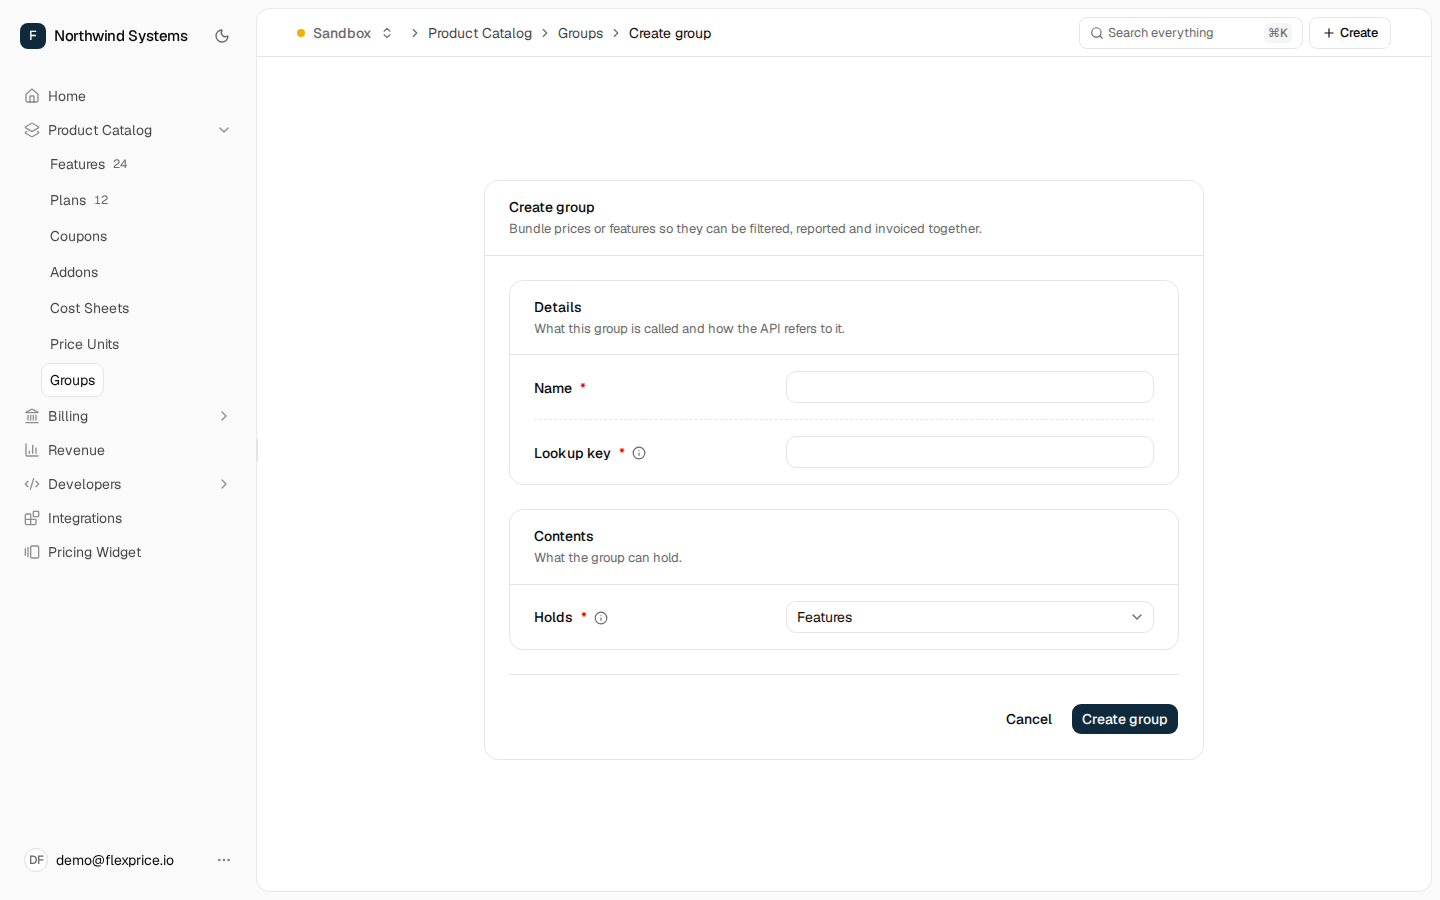 F
Northwind Systems
Home
Product Catalog
Features 24
Plans 12
Coupons
Addons
Cost Sheets
Price Units
Groups
Billing
Revenue
Developers
Integrations
Pricing Widget
DF
demo@flexprice.io
Sandbox
Product Catalog
Groups
Create group
Search everything
⌘K
Create
Create group
Bundle prices or features so they can be filtered, reported and invoiced together.
Details
What this group is called and how the API refers to it.
Name *
Lookup key *
Contents
What the group can hold.
Holds *
Features
Cancel
Create group